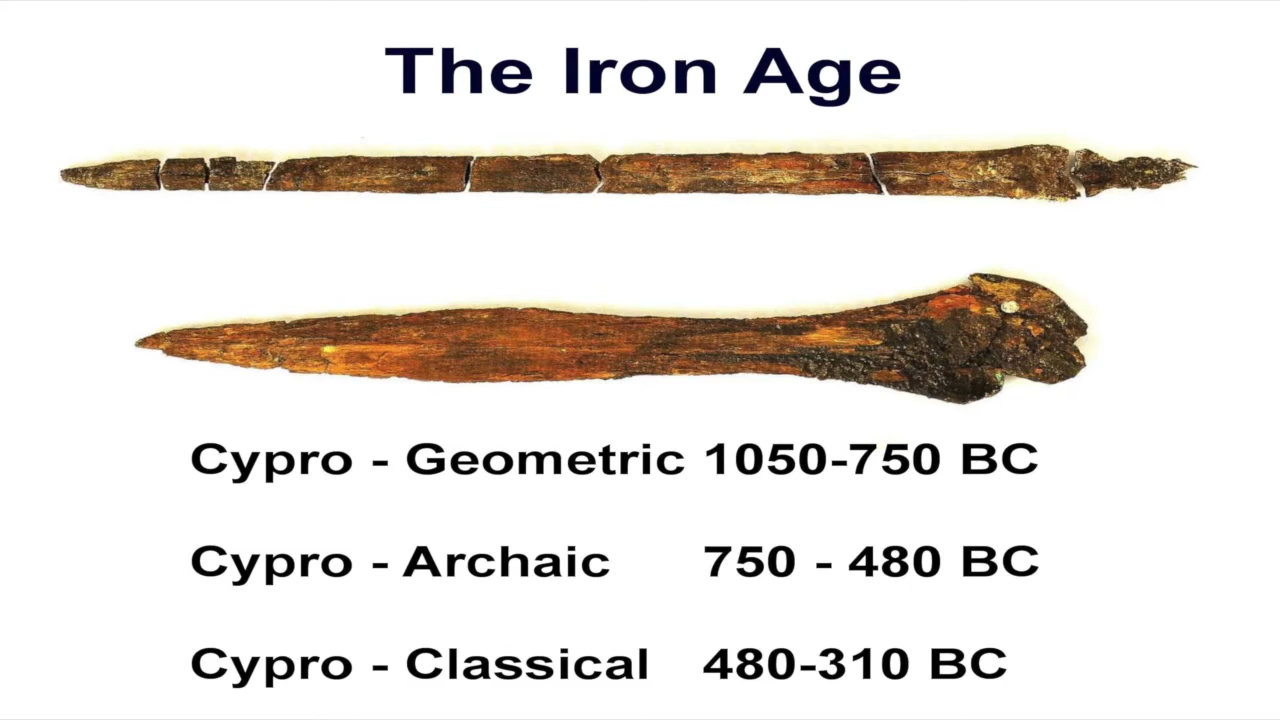 The Iron Age
Cypro - Geometric 1050-750 BC
Cypro - Archaic 750 - 480 BC
Cypro - Classical 480-310 BC